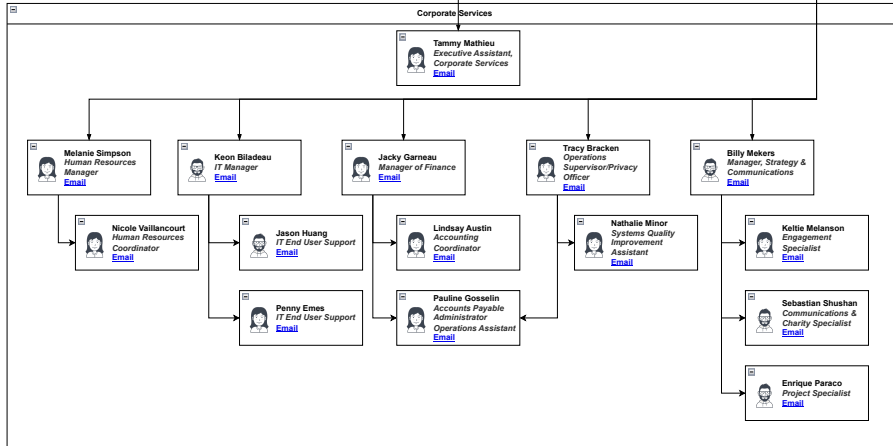 Corporate Services
Tammy Mathieu
Executive Assistant,
Corporate Services
Email
Melanie Simpson
Human Resources
Manager
Email
Keon Biladeau
IT Manager
Email
Jacky Garneau
Manager of Finance
Email
Tracy Bracken
Operations
Supervisor/Privacy
Officer
Email
Billy Mekers
Manager, Strategy &
Communications
Email
Nicole Vaillancourt
Human Resources
Coordinator
Email
Jason Huang
IT End User Support
Email
Lindsay Austin
Accounting
Coordinator
Email
Nathalie Minor
Systems Quality
Improvement
Assistant
Email
Keltie Melanson
Engagement
Specialist
Email
Penny Emes
IT End User Support
Email
Pauline Gosselin
Accounts Payable
Administrator
Operations Assistant
Email
Sebastian Shushan
Communications &
Charity Specialist
Email
Enrique Paraco
Project Specialist
Email